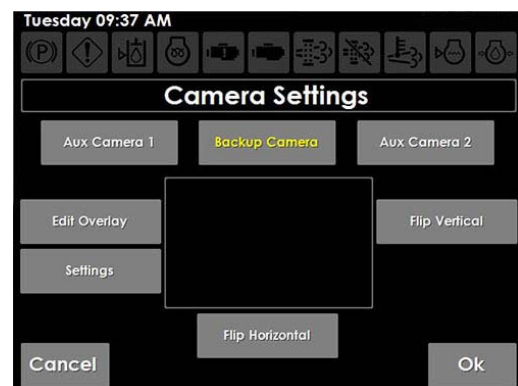 Tuesday 09:37 AM
(P)
Camera Settings
Aux Camera 1 Backup Camera Aux Camera 2
Edit Overlay Flip Vertical
Settings
Flip Horizontal
Cancel Ok